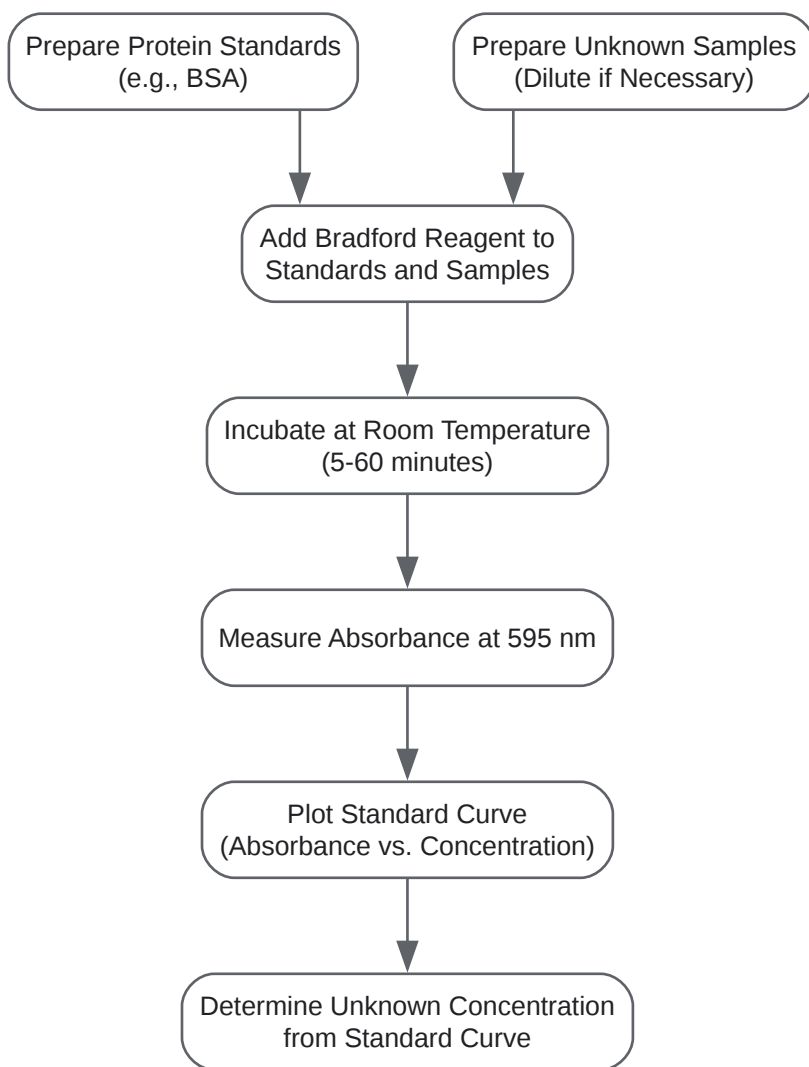 Prepare Protein Standards
(e.g., BSA)
Prepare Unknown Samples
(Dilute if Necessary)
Add Bradford Reagent to
Standards and Samples
Incubate at Room Temperature
(5-60 minutes)
Measure Absorbance at 595 nm
Plot Standard Curve
(Absorbance vs. Concentration)
Determine Unknown Concentration
from Standard Curve